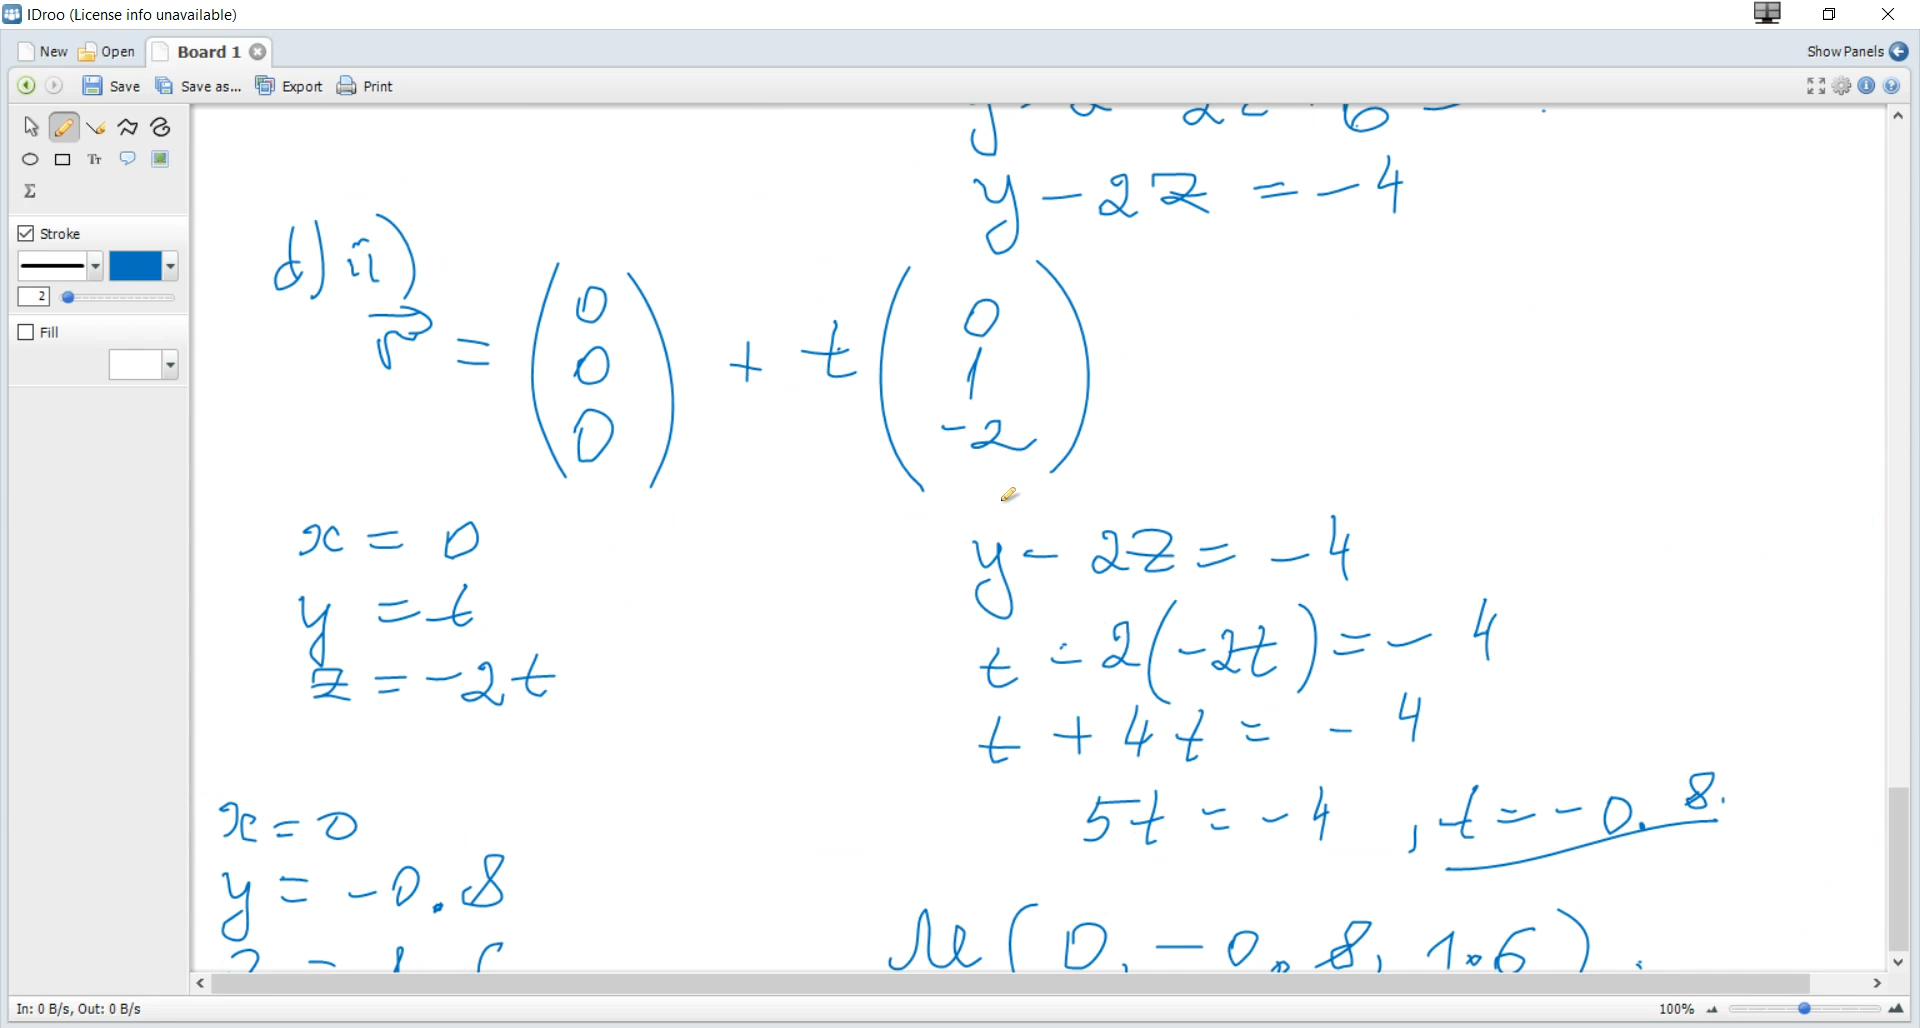 IDroo (License info unavailable)
New Open Board 1 Show Panels
Save Save as... Export Print
Tт
Σ
Stroke
2
Fill
y - 2z = - 4
d) ii)
r⃗ = (0 0 0) + t (0 1 -2)
x = 0
y = t
z = -2t
y - 2z = -4
t - 2(-2t) = - 4
t + 4t = - 4
5t = -4 , t = -0.8.
x = 0
y = -0.8
M(0, -0.8, 1.6).
In: 0 B/s, Out: 0 B/s 100%